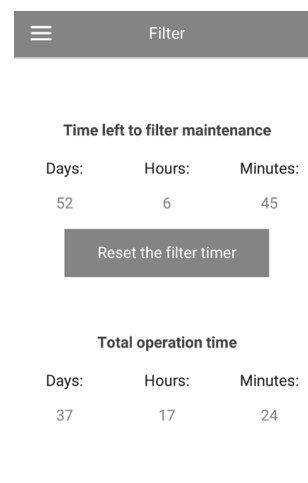 Filter
Time left to filter maintenance
Days: Hours: Minutes:
52 6 45
Reset the filter timer
Total operation time
Days: Hours: Minutes:
37 17 24